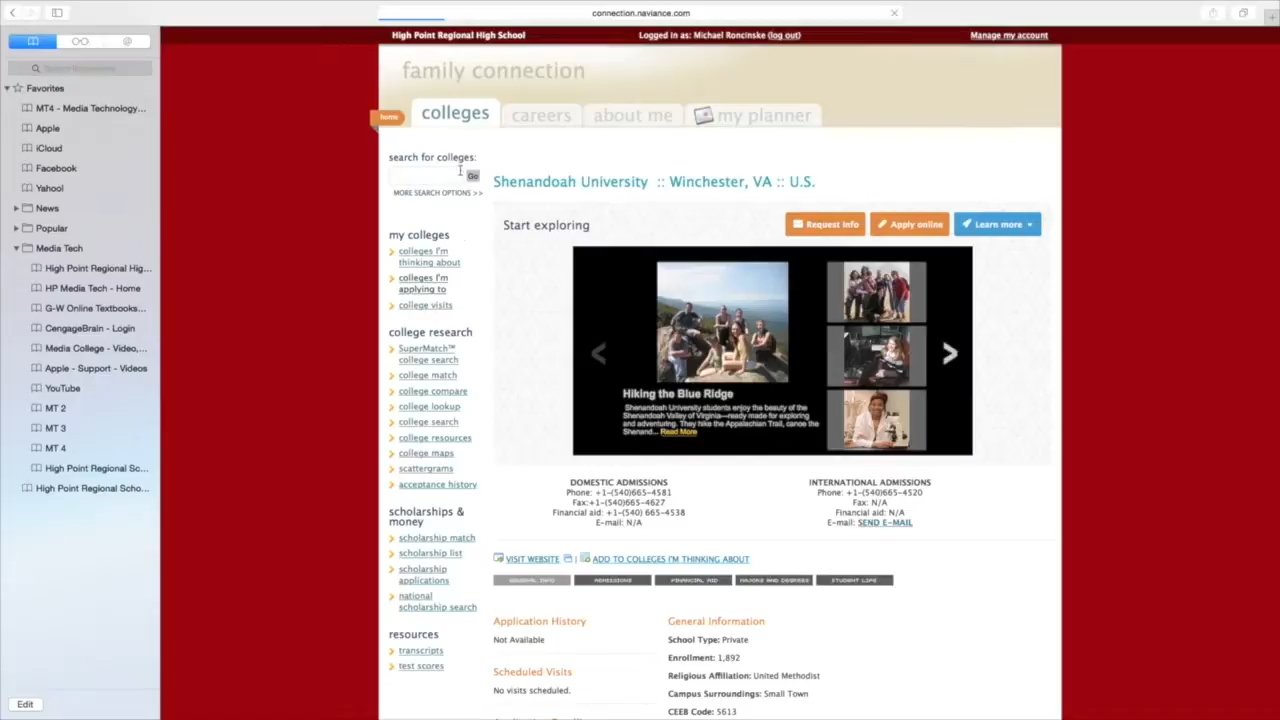 connection.naviance.com
High Point Regional High School
Logged in as: Michael Roncinske (log out)
Manage my account
family connection
home
colleges
careers
about me
my planner
Favorites
MT4 - Media Technology...
Apple
iCloud
Facebook
Yahoo!
News
Popular
Media Tech
High Point Regional Hig...
HP Media Tech - Home
G-W Online Textbooks...
CengageBrain - Login
Media College - Video,...
Apple - Support - Videos
YouTube
MT 2
MT 3
MT 4
High Point Regional Sc...
High Point Regional Scho...
Edit
search for colleges:
Go
MORE SEARCH OPTIONS >>
my colleges
colleges I'm
thinking about
colleges I'm
applying to
college visits
college research
SuperMatch™
college search
college match
college compare
college lookup
college search
college resources
college maps
scattergrams
acceptance history
scholarships &
money
scholarship match
scholarship list
scholarship
applications
national
scholarship search
resources
transcripts
test scores
Shenandoah University :: Winchester, VA :: U.S.
Start exploring
Request info
Apply online
Learn more
Hiking the Blue Ridge
Shenandoah University students enjoy the beauty of the
Shenandoah Valley of Virginia—ready made for exploring
and adventuring. They hike the Appalachian Trail, canoe the
Shenand... Read More
DOMESTIC ADMISSIONS
Phone: +1-(540)665-4581
Fax:+1-(540)665-4627
Financial aid: +1-(540) 665-4538
E-mail: N/A
INTERNATIONAL ADMISSIONS
Phone: +1-(540)665-4520
Fax: N/A
Financial aid: N/A
E-mail: SEND E-MAIL
VISIT WEBSITE | ADD TO COLLEGES I'M THINKING ABOUT
GENERAL INFO
ADMISSIONS
FINANCIAL AID
MAJORS AND DEGREES
STUDENT LIFE
Application History
Not Available
Scheduled Visits
No visits scheduled.
General Information
School Type: Private
Enrollment: 1,892
Religious Affiliation: United Methodist
Campus Surroundings: Small Town
CEEB Code: 5613